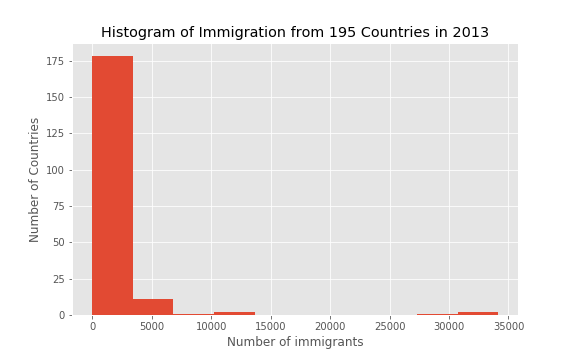 Histogram of Immigration from 195 Countries in 2013
175
150
125
100
75
50
25
0
Number of Countries
0 5000 10000 15000 20000 25000 30000 35000
Number of immigrants